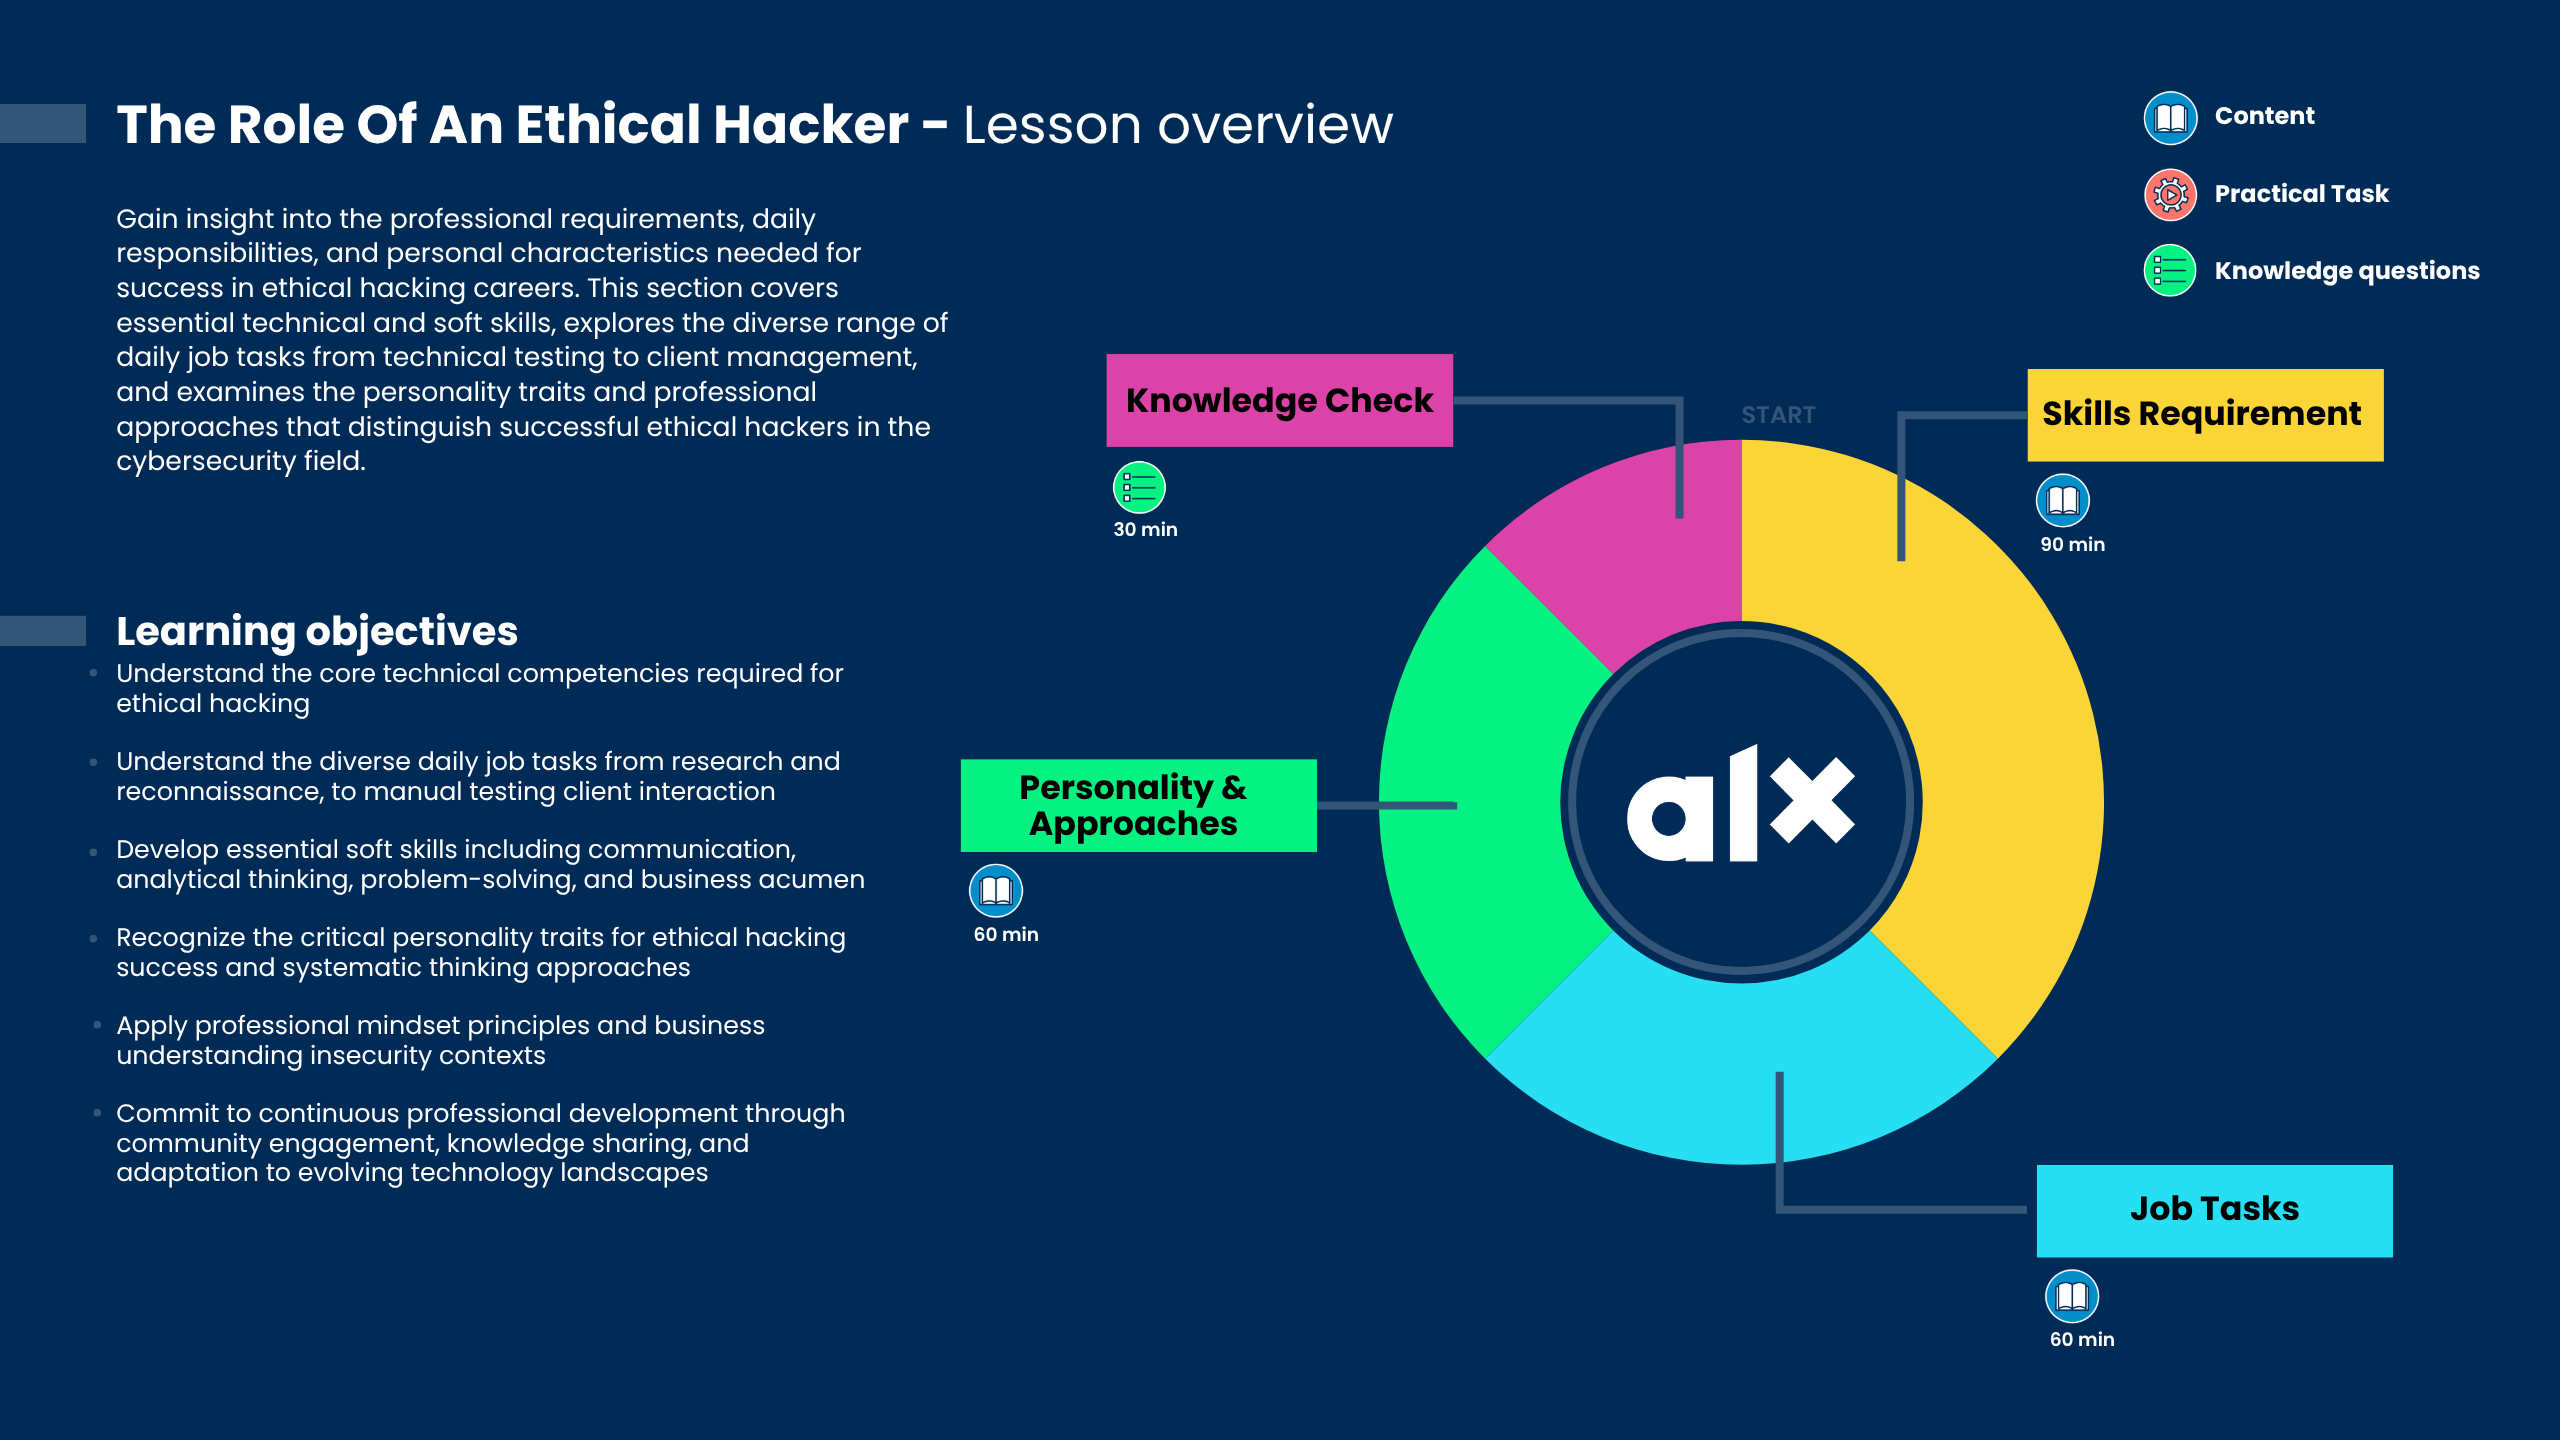 The Role Of An Ethical Hacker - Lesson overview
Gain insight into the professional requirements, daily
responsibilities, and personal characteristics needed for
success in ethical hacking careers. This section covers
essential technical and soft skills, explores the diverse range of
daily job tasks from technical testing to client management,
and examines the personality traits and professional
approaches that distinguish successful ethical hackers in the
cybersecurity field.
Learning objectives
Understand the core technical competencies required for
ethical hacking
Understand the diverse daily job tasks from research and
reconnaissance, to manual testing client interaction
Develop essential soft skills including communication,
analytical thinking, problem-solving, and business acumen
Recognize the critical personality traits for ethical hacking
success and systematic thinking approaches
Apply professional mindset principles and business
understanding insecurity contexts
Commit to continuous professional development through
community engagement, knowledge sharing, and
adaptation to evolving technology landscapes
Content
Practical Task
Knowledge questions
START
Skills Requirement
90 min
Job Tasks
60 min
Personality &
Approaches
60 min
Knowledge Check
30 min
alx